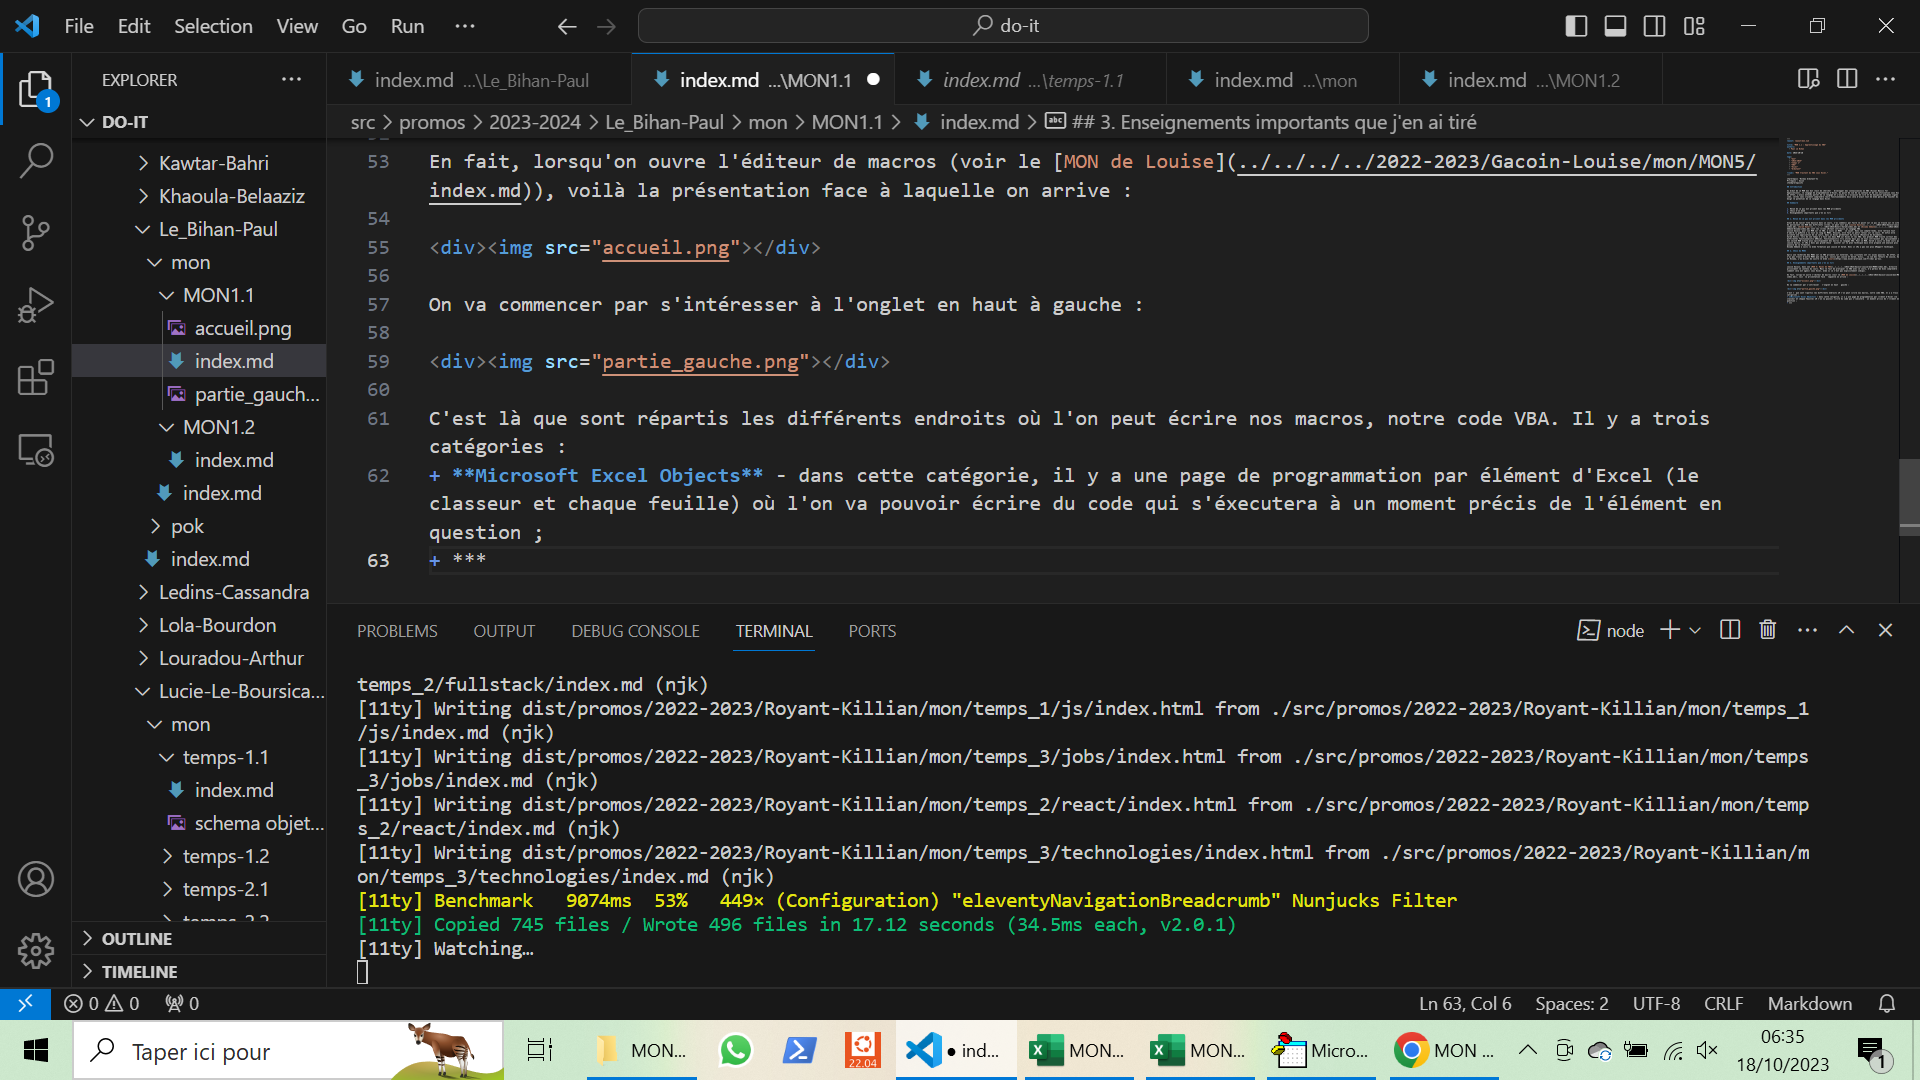 File Edit Selection View Go Run ···
do-it
EXPLORER ···
index.md ...\Le_Bihan-Paul
index.md ...\MON1.1
index.md ...\temps-1.1
index.md ...\mon
index.md ...\MON1.2
src > promos > 2023-2024 > Le_Bihan-Paul > mon > MON1.1 > index.md > ## 3. Enseignements importants que j'en ai tiré
DO-IT
Kawtar-Bahri
Khaoula-Belaaziz
Le_Bihan-Paul
mon
MON1.1
accueil.png
index.md
partie_gauch...
MON1.2
index.md
index.md
pok
index.md
Ledins-Cassandra
Lola-Bourdon
Louradou-Arthur
Lucie-Le-Boursica...
mon
temps-1.1
index.md
schema objet...
temps-1.2
temps-2.1
OUTLINE
TIMELINE
53 En fait, lorsqu'on ouvre l'éditeur de macros (voir le [MON de Louise](../../../../2022-2023/Gacoin-Louise/mon/MON5/
index.md)), voilà la présentation face à laquelle on arrive :
54
55 <div><img src="accueil.png"></div>
56
57 On va commencer par s'intéresser à l'onglet en haut à gauche :
58
59 <div><img src="partie_gauche.png"></div>
60
61 C'est là que sont répartis les différents endroits où l'on peut écrire nos macros, notre code VBA. Il y a trois
catégories :
62 + **Microsoft Excel Objects** - dans cette catégorie, il y a une page de programmation par élément d'Excel (le
classeur et chaque feuille) où l'on va pouvoir écrire du code qui s'éxecutera à un moment précis de l'élément en
question ;
63 + ***
PROBLEMS OUTPUT DEBUG CONSOLE TERMINAL PORTS
node
temps_2/fullstack/index.md (njk)
[11ty] Writing dist/promos/2022-2023/Royant-Killian/mon/temps_1/js/index.html from ./src/promos/2022-2023/Royant-Killian/mon/temps_1
/js/index.md (njk)
[11ty] Writing dist/promos/2022-2023/Royant-Killian/mon/temps_3/jobs/index.html from ./src/promos/2022-2023/Royant-Killian/mon/temps
_3/jobs/index.md (njk)
[11ty] Writing dist/promos/2022-2023/Royant-Killian/mon/temps_2/react/index.html from ./src/promos/2022-2023/Royant-Killian/mon/temp
s_2/react/index.md (njk)
[11ty] Writing dist/promos/2022-2023/Royant-Killian/mon/temps_3/technologies/index.html from ./src/promos/2022-2023/Royant-Killian/m
on/temps_3/technologies/index.md (njk)
[11ty] Benchmark 9074ms 53% 449× (Configuration) "eleventyNavigationBreadcrumb" Nunjucks Filter
[11ty] Copied 745 files / Wrote 496 files in 17.12 seconds (34.5ms each, v2.0.1)
[11ty] Watching…
0 0 0
Ln 63, Col 6 Spaces: 2 UTF-8 CRLF Markdown
Taper ici pour
MON...
22.04
ind...
MON...
MON...
Micro...
MON ...
06:35
18/10/2023
1